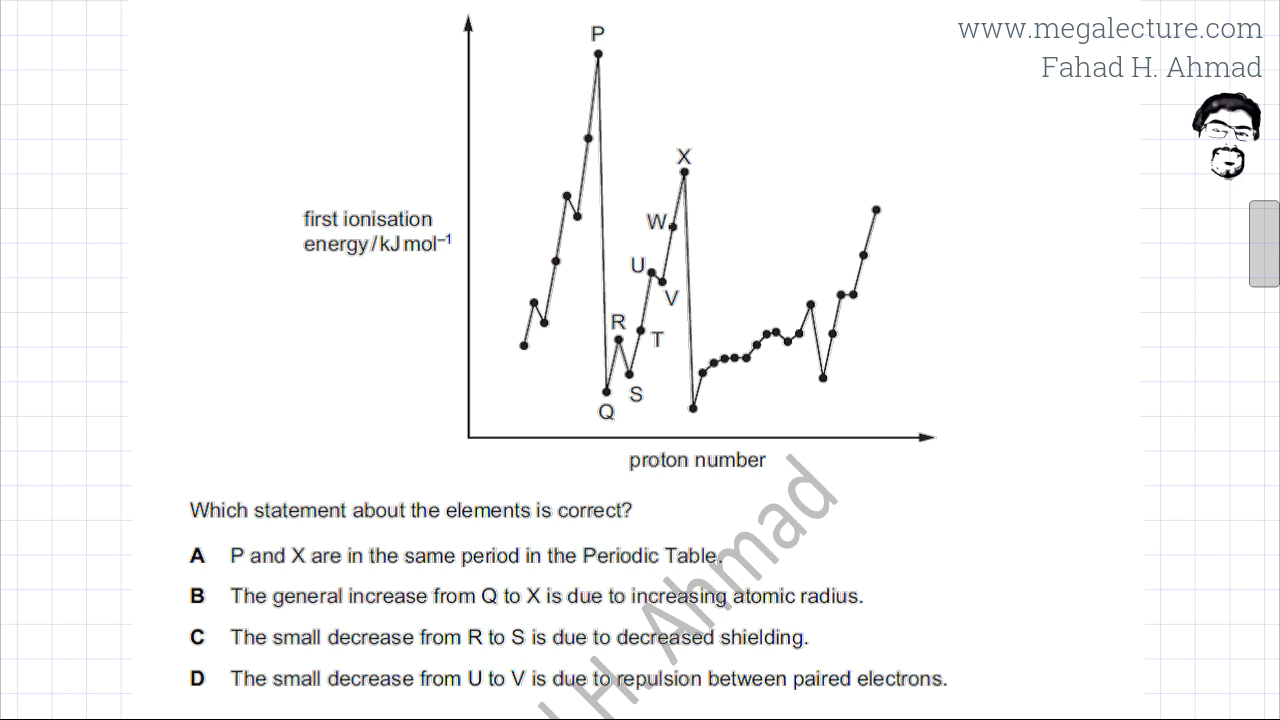 www.megalecture.com
Fahad H. Ahmad
P
X
first ionisation
energy / kJ mol⁻¹
W
U
V
R
T
S
Q
proton number
Which statement about the elements is correct?
A P and X are in the same period in the Periodic Table.
B The general increase from Q to X is due to increasing atomic radius.
C The small decrease from R to S is due to decreased shielding.
D The small decrease from U to V is due to repulsion between paired electrons.
H. Ahmad